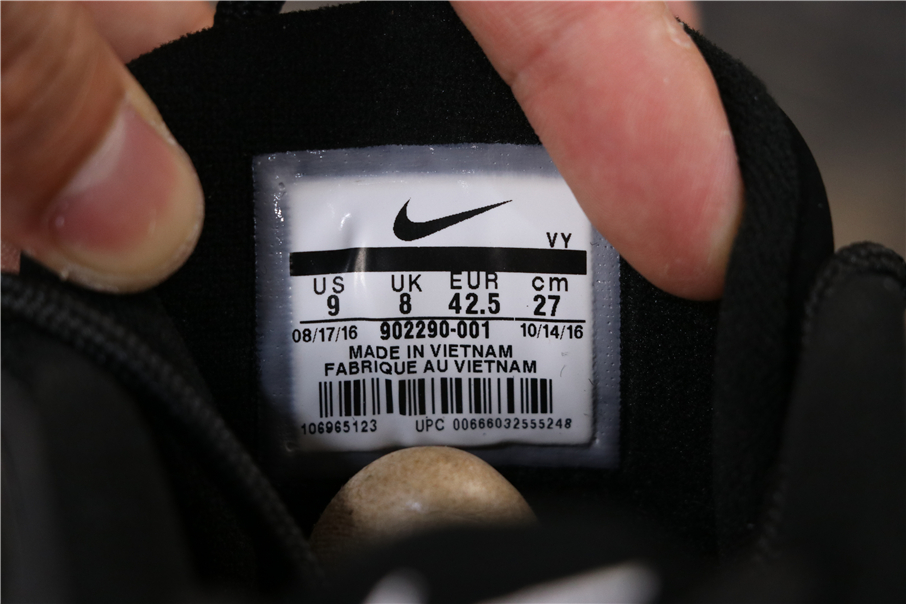 VY
US UK EUR cm
9 8 42.5 27
08/17/16 902290-001 10/14/16
MADE IN VIETNAM
FABRIQUE AU VIETNAM
106965123 UPC 00666032555248